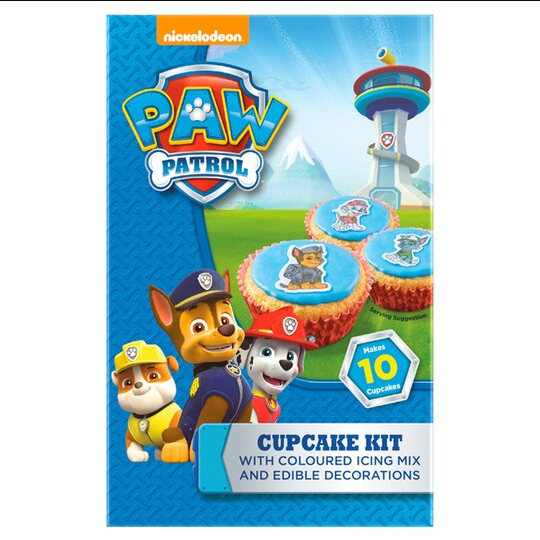 nickelodeon
PAW
PATROL
Serving Suggestion
Makes
10
Cupcakes
CUPCAKE KIT
WITH COLOURED ICING MIX
AND EDIBLE DECORATIONS